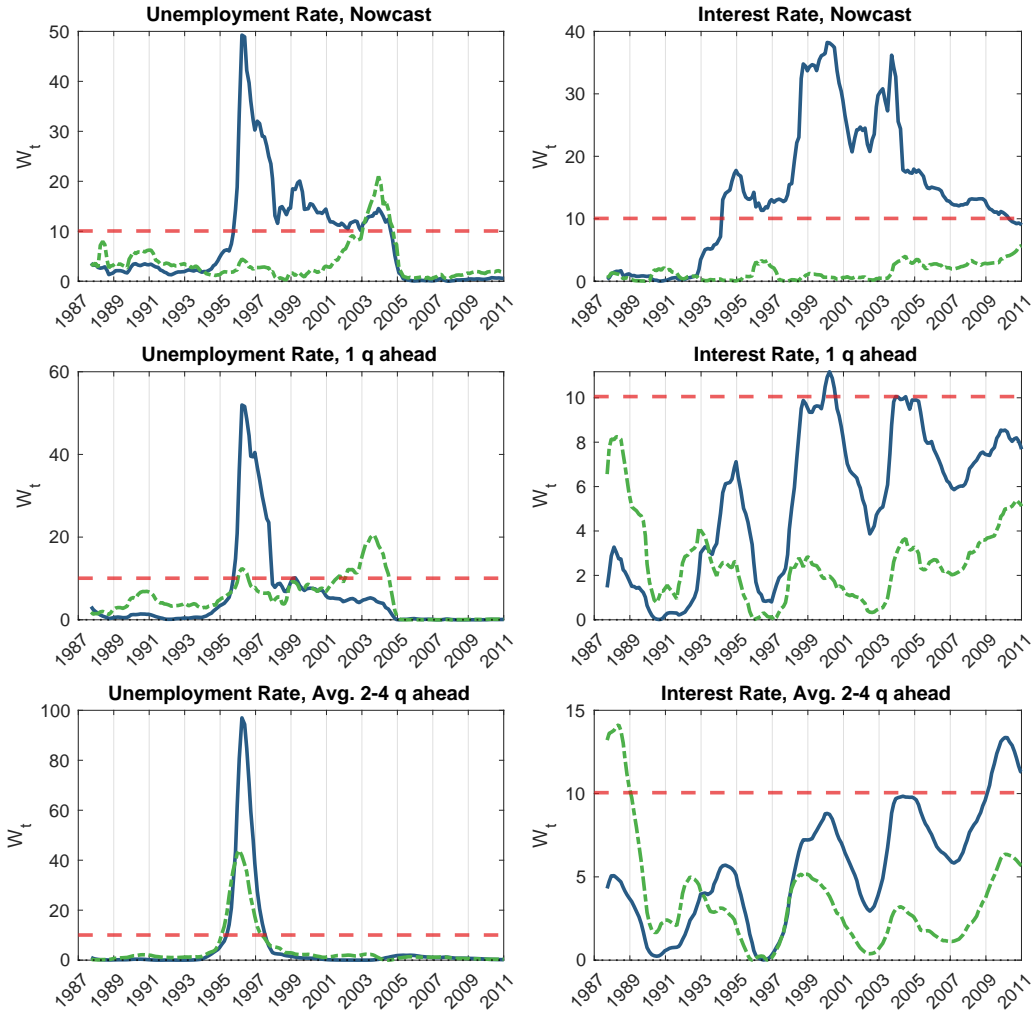 Unemployment Rate, Nowcast
W_t
50
40
30
20
10
0
1987 1989 1991 1993 1995 1997 1999 2001 2003 2005 2007 2009 2011
Interest Rate, Nowcast
W_t
40
30
20
10
0
1987 1989 1991 1993 1995 1997 1999 2001 2003 2005 2007 2009 2011
Unemployment Rate, 1 q ahead
W_t
60
40
20
0
1987 1989 1991 1993 1995 1997 1999 2001 2003 2005 2007 2009 2011
Interest Rate, 1 q ahead
W_t
10
8
6
4
2
0
1987 1989 1991 1993 1995 1997 1999 2001 2003 2005 2007 2009 2011
Unemployment Rate, Avg. 2-4 q ahead
W_t
100
80
60
40
20
0
1987 1989 1991 1993 1995 1997 1999 2001 2003 2005 2007 2009 2011
Interest Rate, Avg. 2-4 q ahead
W_t
15
10
5
0
1987 1989 1991 1993 1995 1997 1999 2001 2003 2005 2007 2009 2011